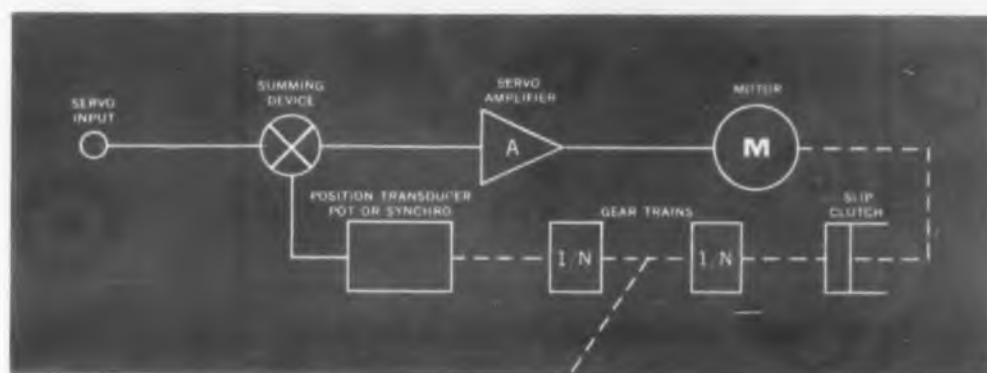 SERVO
INPUT
SUMMING
DEVICE
SERVO
AMPLIFIER
MOTOR
A
M
POSITION TRANSDUCER
POT OR SYNCHRO
GEAR TRAINS
SLIP
CLUTCH
1/N
1/N